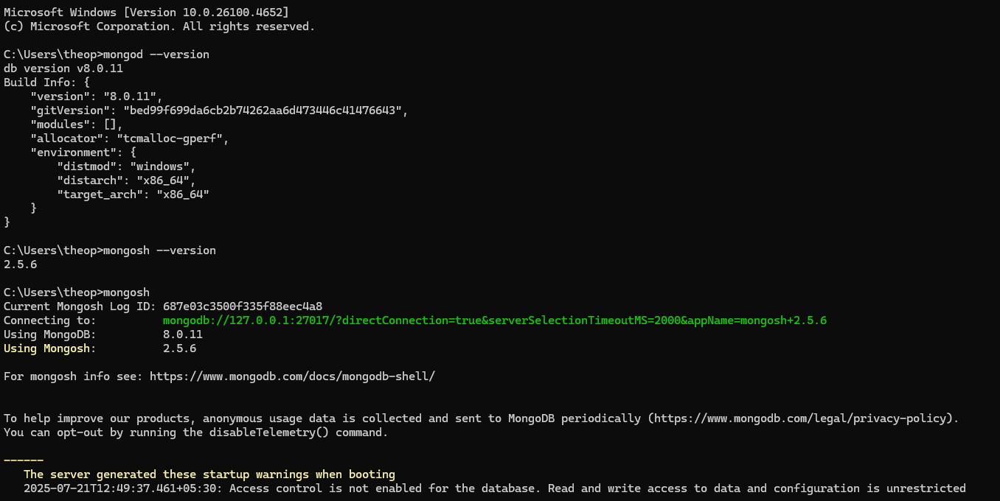 Microsoft Windows [Version 10.0.26100.4652]
(c) Microsoft Corporation. All rights reserved.
C:\Users\theop>mongod --version
db version v8.0.11
Build Info: {
    "version": "8.0.11",
    "gitVersion": "bed99f699da6cb2b74262aa6d473446c41476643",
    "modules": [],
    "allocator": "tcmalloc-gperf",
    "environment": {
        "distmod": "windows",
        "distarch": "x86_64",
        "target_arch": "x86_64"
    }
}
C:\Users\theop>mongosh --version
2.5.6
C:\Users\theop>mongosh
Current Mongosh Log ID: 687e03c3500f335f88eec4a8
Connecting to:          mongodb://127.0.0.1:27017/?directConnection=true&serverSelectionTimeoutMS=2000&appName=mongosh+2.5.6
Using MongoDB:          8.0.11
Using Mongosh:          2.5.6
For mongosh info see: https://www.mongodb.com/docs/mongodb-shell/
To help improve our products, anonymous usage data is collected and sent to MongoDB periodically (https://www.mongodb.com/legal/privacy-policy).
You can opt-out by running the disableTelemetry() command.
------
   The server generated these startup warnings when booting
   2025-07-21T12:49:37.461+05:30: Access control is not enabled for the database. Read and write access to data and configuration is unrestricted